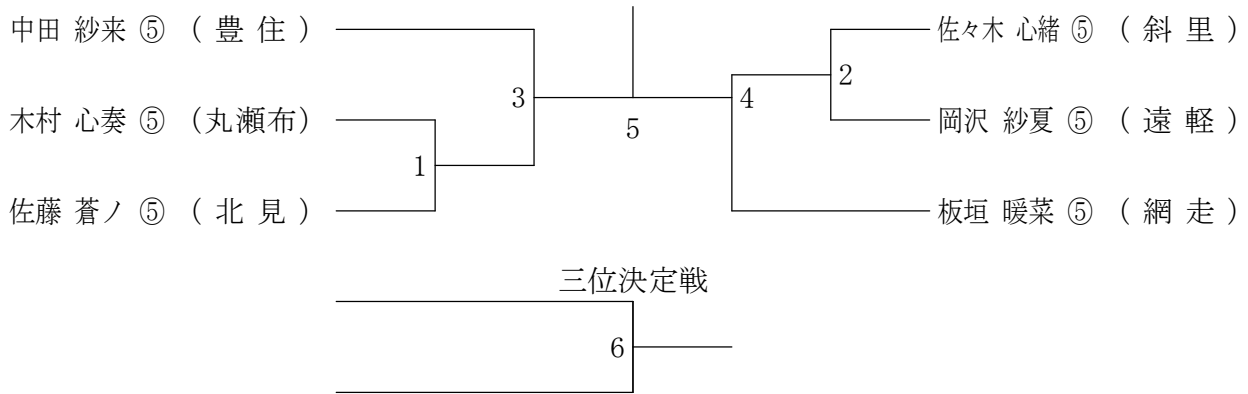 中田 紗来 ⑤ ( 豊 住 )
3
木村 心奏 ⑤ (丸瀬布)
1
佐藤 蒼ノ ⑤ ( 北 見 )
5
佐々木 心緒 ⑤ ( 斜 里 )
2
4
岡沢 紗夏 ⑤ ( 遠 軽 )
板垣 暖菜 ⑤ ( 網 走 )
三位決定戦
6